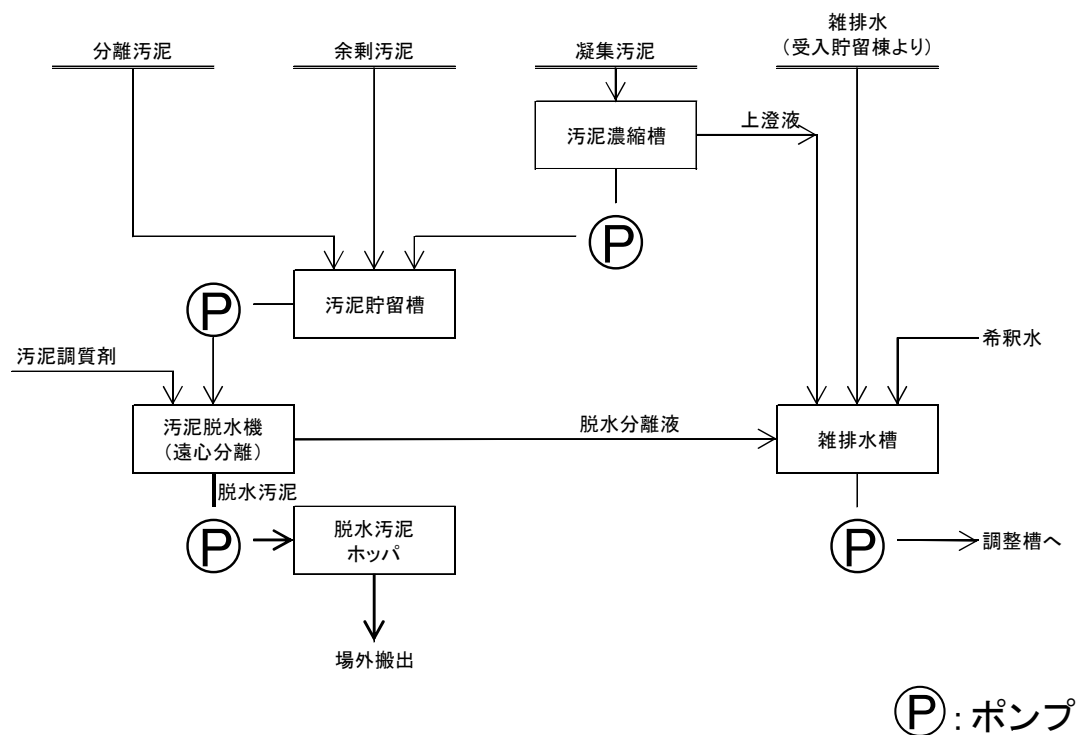 雑排水
（受入貯留棟より）
分離汚泥
余剰汚泥
凝集汚泥
汚泥濃縮槽
上澄液
P
汚泥貯留槽
P
希釈水
汚泥調質剤
汚泥脱水機
（遠心分離）
脱水分離液
雑排水槽
脱水汚泥
P
脱水汚泥
ホッパ
P
調整槽へ
場外搬出
P：ポンプ